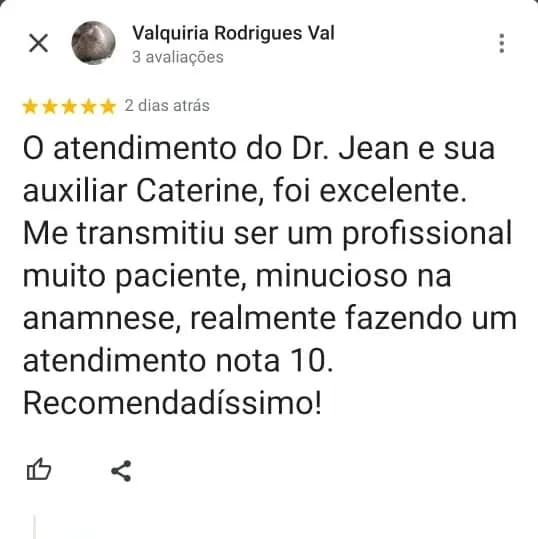 Valquiria Rodrigues Val
3 avaliações
2 dias atrás
O atendimento do Dr. Jean e sua
auxiliar Caterine, foi excelente.
Me transmitiu ser um profissional
muito paciente, minucioso na
anamnese, realmente fazendo um
atendimento nota 10.
Recomendadíssimo!